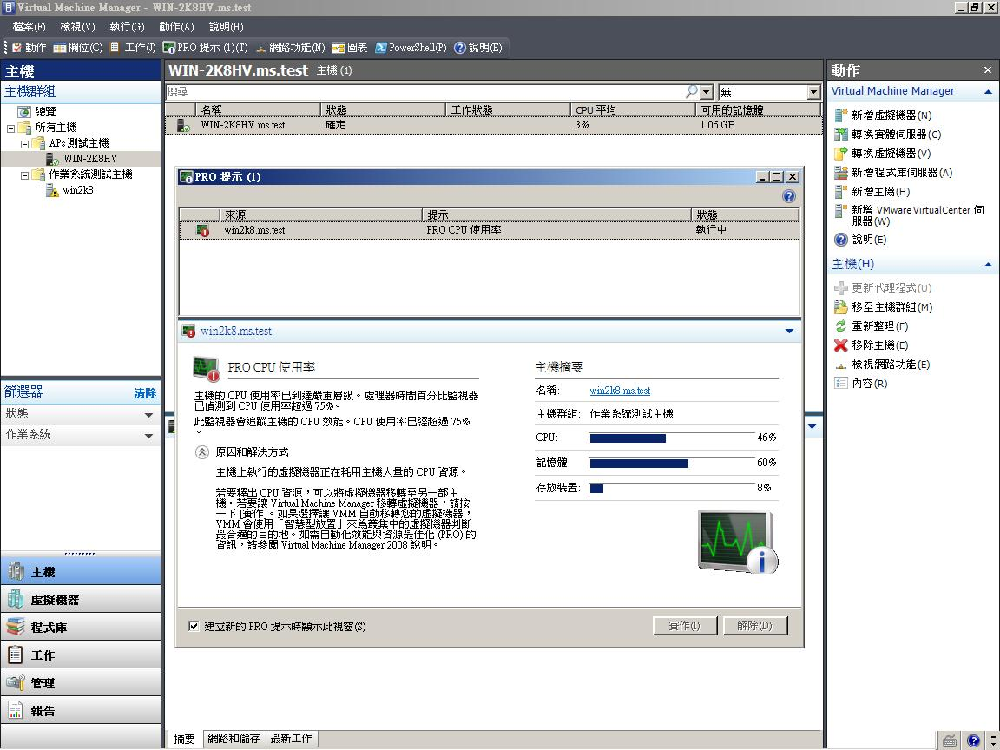 Virtual Machine Manager - WIN-2K8HV.ms.test
檔案(F) 檢視(V) 執行(G) 動作(A) 說明(H)
動作 欄位(C) 工作(J) PRO 提示 (1)(T) 網路功能(N) 圖表 PowerShell(P) 說明(E)
主機
主機群組
總覽
所有主機
APs 測試主機
WIN-2K8HV
作業系統測試主機
win2k8
篩選器 清除
狀態
作業系統
主機
虛擬機器
程式庫
工作
管理
報告
WIN-2K8HV.ms.test 主機 (1)
搜尋 無
名稱 狀態 工作狀態 CPU 平均 可用的記憶體
WIN-2K8HV.ms.test 確定 3% 1.06 GB
PRO 提示 (1)
來源 提示 狀態
win2k8.ms.test PRO CPU 使用率 執行中
win2k8.ms.test
PRO CPU 使用率
主機的 CPU 使用率已到達嚴重層級。處理器時間百分比監視器
已偵測到 CPU 使用率超過 75%。
此監視器會追蹤主機的 CPU 效能。CPU 使用率已經超過 75%
。
原因和解決方式
主機上執行的虛擬機器正在耗用主機大量的 CPU 資源。
若要釋出 CPU 資源，可以將虛擬機器移轉至另一部主
機。若要讓 Virtual Machine Manager 移轉虛擬機器，請按
一下 [實作]。如果選擇讓 VMM 自動移轉您的虛擬機器，
VMM 會使用「智慧型放置」來為叢集中的虛擬機器判斷
最合適的目的地。如需自動化效能與資源最佳化 (PRO) 的
資訊，請參閱 Virtual Machine Manager 2008 說明。
主機摘要
名稱: win2k8.ms.test
主機群組: 作業系統測試主機
CPU: 46%
記憶體: 60%
存放裝置: 8%
建立新的 PRO 提示時顯示此視窗(S)
實作(I) 解除(D)
摘要 網路和儲存 最新工作
動作
Virtual Machine Manager
新增虛擬機器(N)
轉換實體伺服器(C)
轉換虛擬機器(V)
新增程式庫伺服器(A)
新增主機(H)
新增 VMware VirtualCenter 伺
服器(W)
說明(E)
主機(H)
更新代理程式(U)
移至主機群組(M)
重新整理(F)
移除主機(E)
檢視網路功能(E)
內容(R)